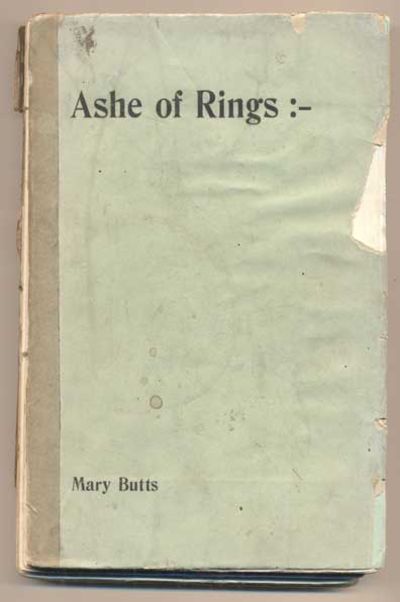 Ashe of Rings :-
Mary Butts